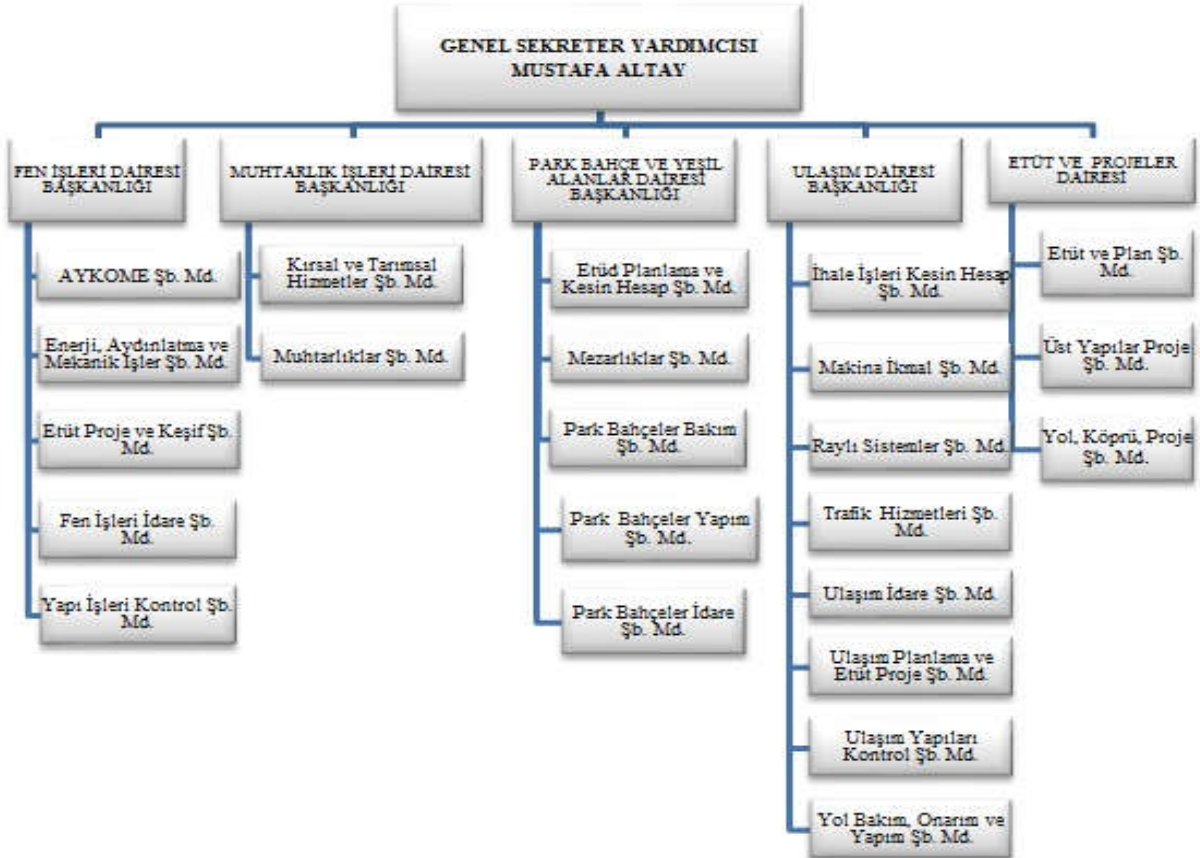 GENEL SEKRETER YARDIMCISI
MUSTAFA ALTAY
FEN İŞLERİ DAİRESİ
BAŞKANLIĞI
AYKOME Şb. Md.
Enerji, Aydınlatma ve
Mekanik İşler Şb. Md.
Etüt Proje ve Keşif Şb.
Md.
Fen İşleri İdare Şb.
Md.
Yapı İşleri Kontrol Şb.
Md.
MUHTARLIK İŞLERİ DAİRESİ
BAŞKANLIĞI
Kırsal ve Tarımsal
Hizmetler Şb. Md.
Muhtarlıklar Şb. Md.
PARK BAHÇE VE YEŞİL
ALANLAR DAİRESİ
BAŞKANLIĞI
Etüd Planlama ve
Kesin Hesap Şb. Md.
Mezarlıklar Şb. Md.
Park Bahçeler Bakım
Şb. Md.
Park Bahçeler Yapım
Şb. Md.
Park Bahçeler İdare
Şb. Md.
ULAŞIM DAİRESİ
BAŞKANLIĞI
İhale İşleri Kesin Hesap
Şb. Md.
Makina İkmal Şb. Md.
Raylı Sistemler Şb. Md.
Trafik Hizmetleri Şb.
Md.
Ulaşım İdare Şb. Md.
Ulaşım Planlama ve
Etüt Proje Şb. Md.
Ulaşım Yapıları
Kontrol Şb. Md.
Yol Bakım, Onarım ve
Yapım Şb. Md.
ETÜT VE PROJELER
DAİRESİ
Etüt ve Plan Şb.
Md.
Üst Yapılar Proje
Şb. Md.
Yol, Köprü, Proje
Şb. Md.